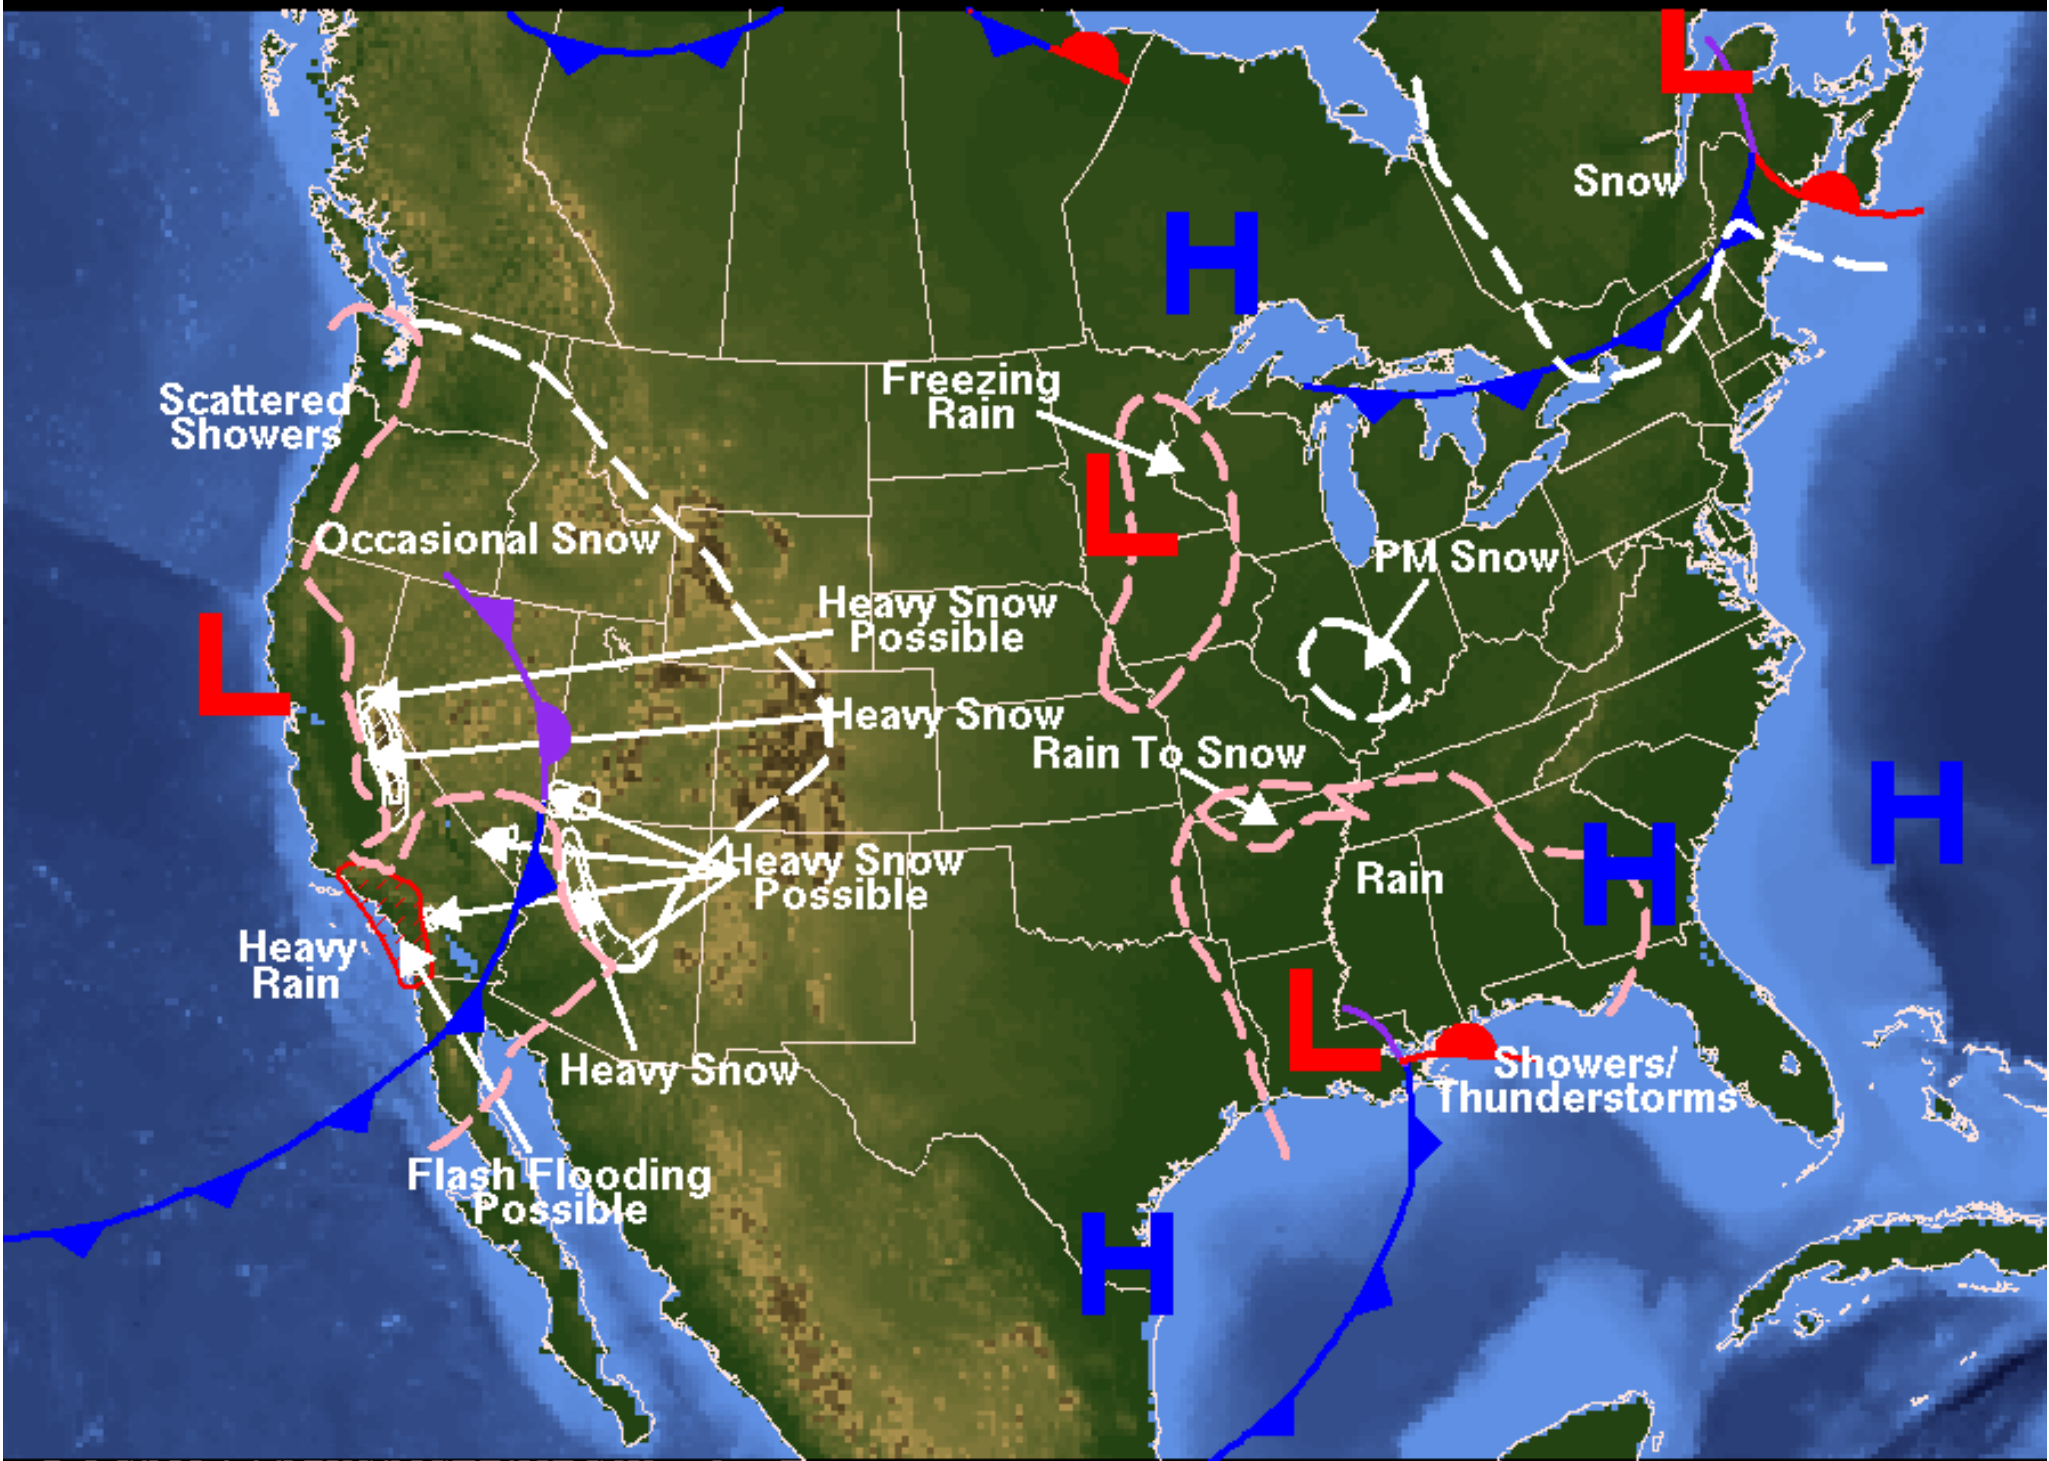 L
Snow
H
Freezing
Rain
Scattered
Showers
L
Occasional Snow
PM Snow
Heavy Snow
Possible
L
Heavy Snow
Rain To Snow
H
Heavy Snow
Possible
Rain
H
Heavy
Rain
L
Heavy Snow
Showers/
Thunderstorms
Flash Flooding
Possible
H